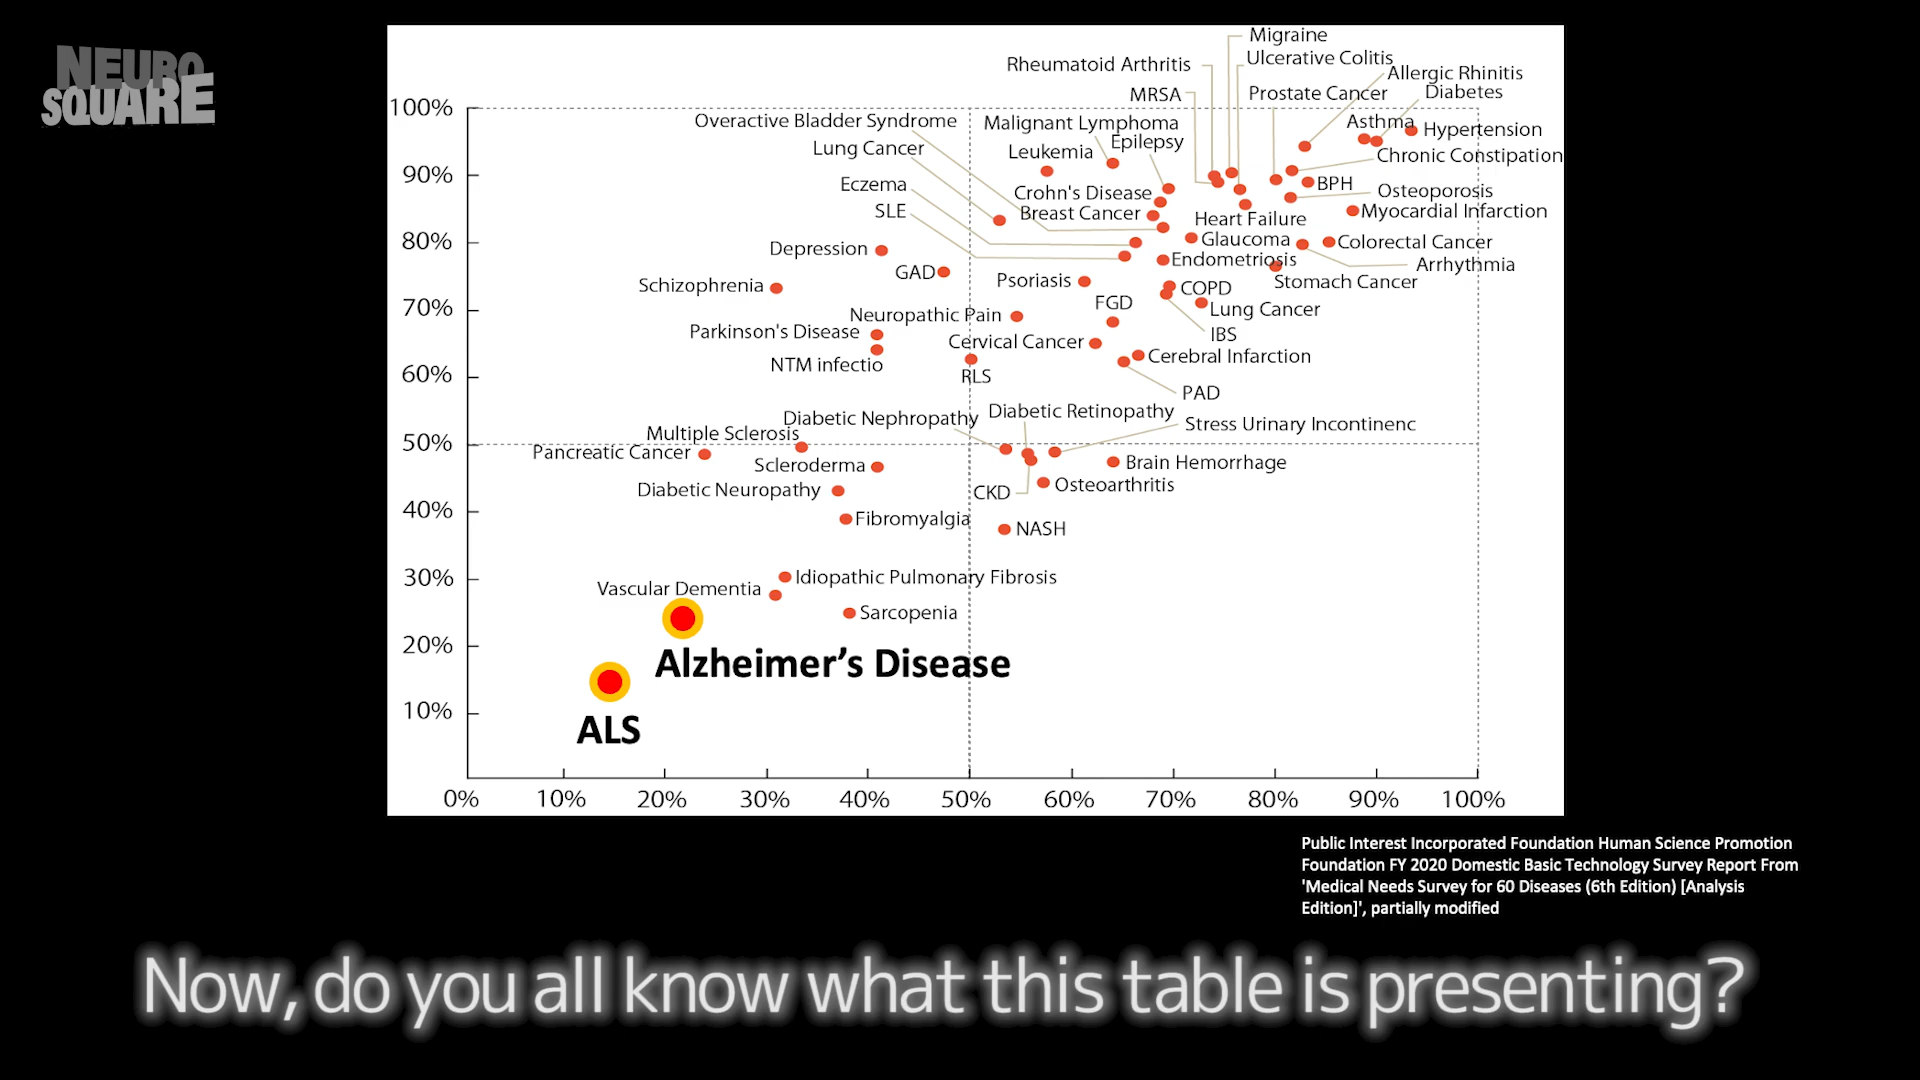 NEURO
SQUARE
Migraine
Ulcerative Colitis
Rheumatoid Arthritis
Allergic Rhinitis
MRSA
Prostate Cancer
Diabetes
100%
Overactive Bladder Syndrome
Malignant Lymphoma
Asthma
Hypertension
Epilepsy
Lung Cancer
Leukemia
Chronic Constipation
90%
Eczema
Crohn's Disease
BPH
Osteoporosis
SLE
Breast Cancer
Heart Failure
Myocardial Infarction
80%
Depression
Glaucoma
Colorectal Cancer
GAD
Endometriosis
Arrhythmia
Schizophrenia
Psoriasis
COPD
Stomach Cancer
70%
Neuropathic Pain
FGD
Lung Cancer
Parkinson's Disease
Cervical Cancer
IBS
NTM infectio
Cerebral Infarction
60%
RLS
PAD
Diabetic Nephropathy
Diabetic Retinopathy
Stress Urinary Incontinenc
50%
Multiple Sclerosis
Pancreatic Cancer
Scleroderma
Brain Hemorrhage
Diabetic Neuropathy
CKD
Osteoarthritis
40%
Fibromyalgia
NASH
30%
Vascular Dementia
Idiopathic Pulmonary Fibrosis
Sarcopenia
20%
Alzheimer’s Disease
10%
ALS
0% 10% 20% 30% 40% 50% 60% 70% 80% 90% 100%
Public Interest Incorporated Foundation Human Science Promotion
Foundation FY 2020 Domestic Basic Technology Survey Report From
'Medical Needs Survey for 60 Diseases (6th Edition) [Analysis
Edition]', partially modified
Now, do you all know what this table is presenting?